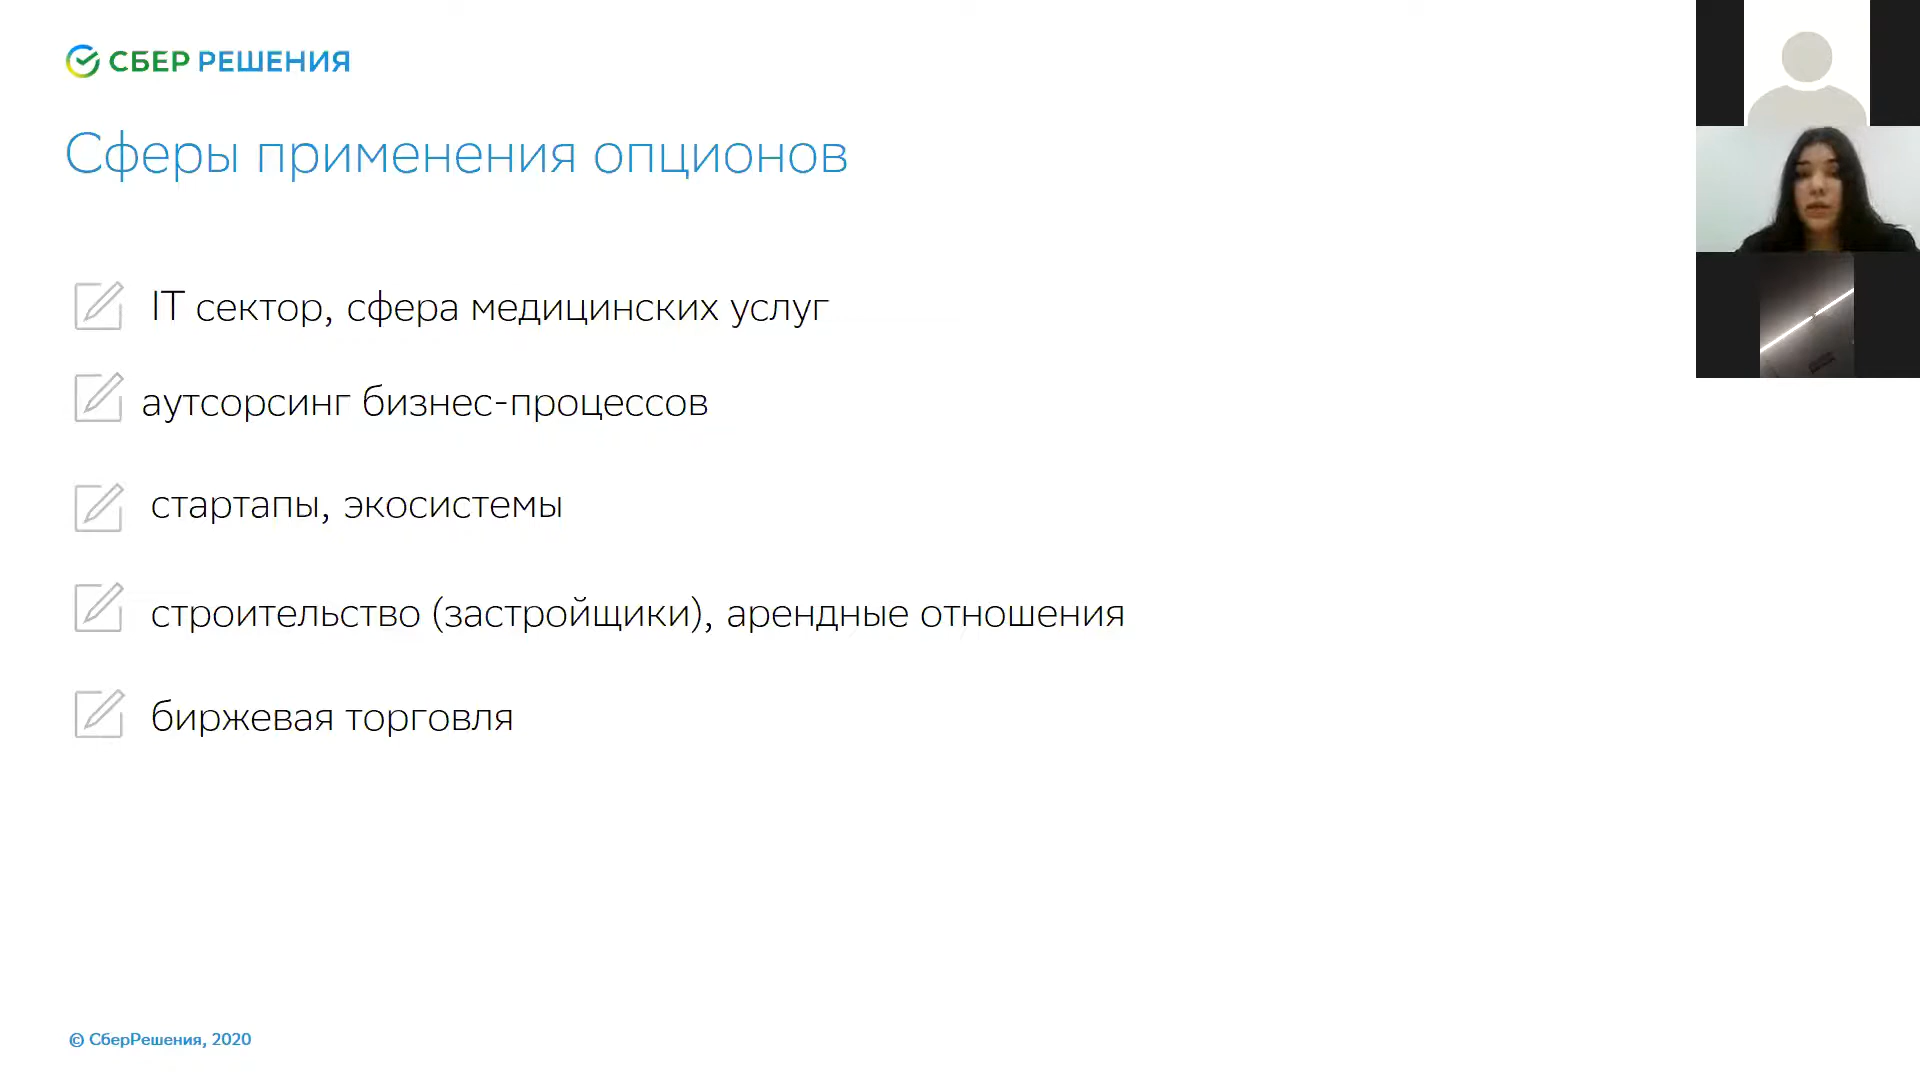 СБЕР РЕШЕНИЯ
Сферы применения опционов
IT сектор, сфера медицинских услуг
аутсорсинг бизнес-процессов
стартапы, экосистемы
строительство (застройщики), арендные отношения
биржевая торговля
© СберРешения, 2020